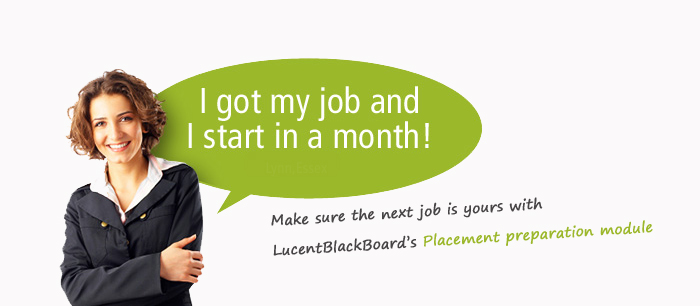 I got my job and
I start in a month!
Make sure the next job is yours with
LucentBlackBoard's Placement preparation module